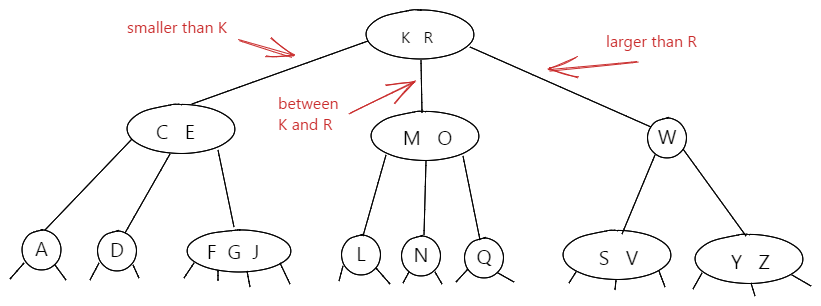 smaller than K
K R
larger than R
between
K and R
C E
M O
W
A
D
F G J
L
N
Q
S V
Y Z